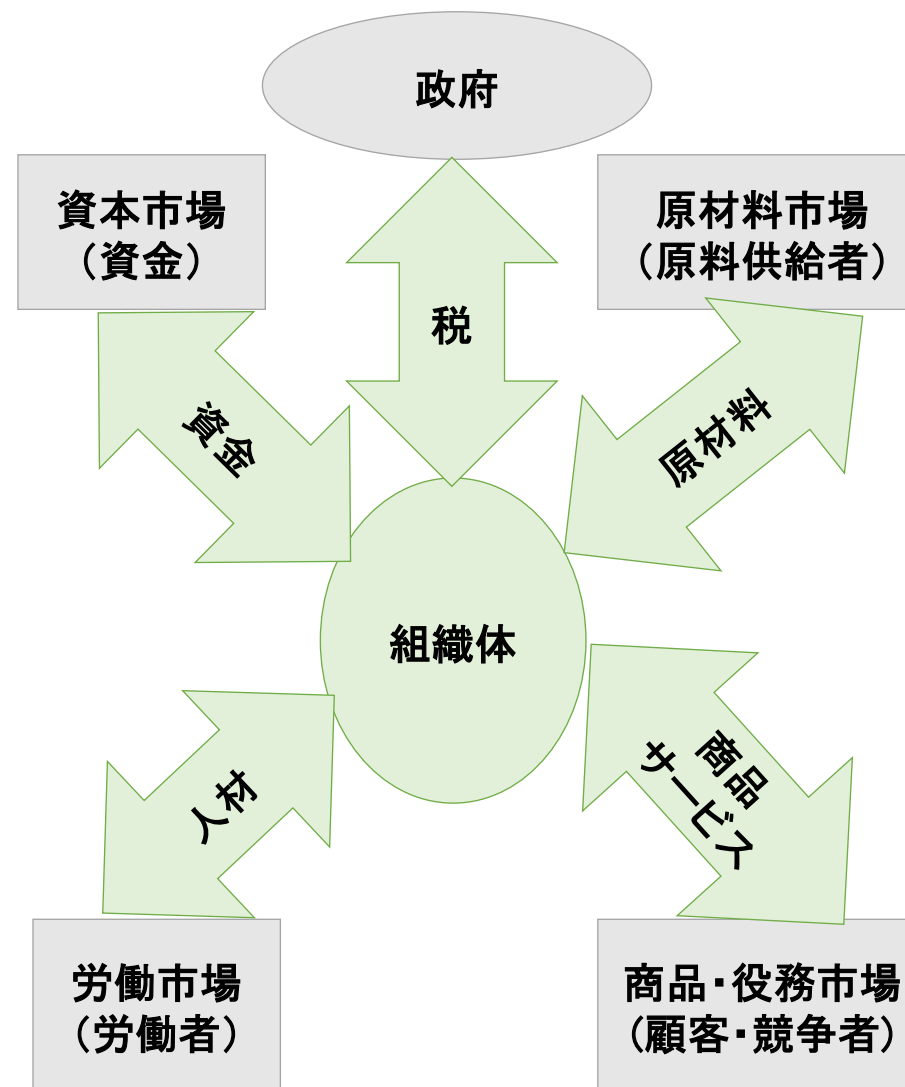 政府
資本市場
（資金）
原材料市場
（原料供給者）
税
資金
原材料
組織体
人材
商品
サービス
労働市場
（労働者）
商品・役務市場
（顧客・競争者）